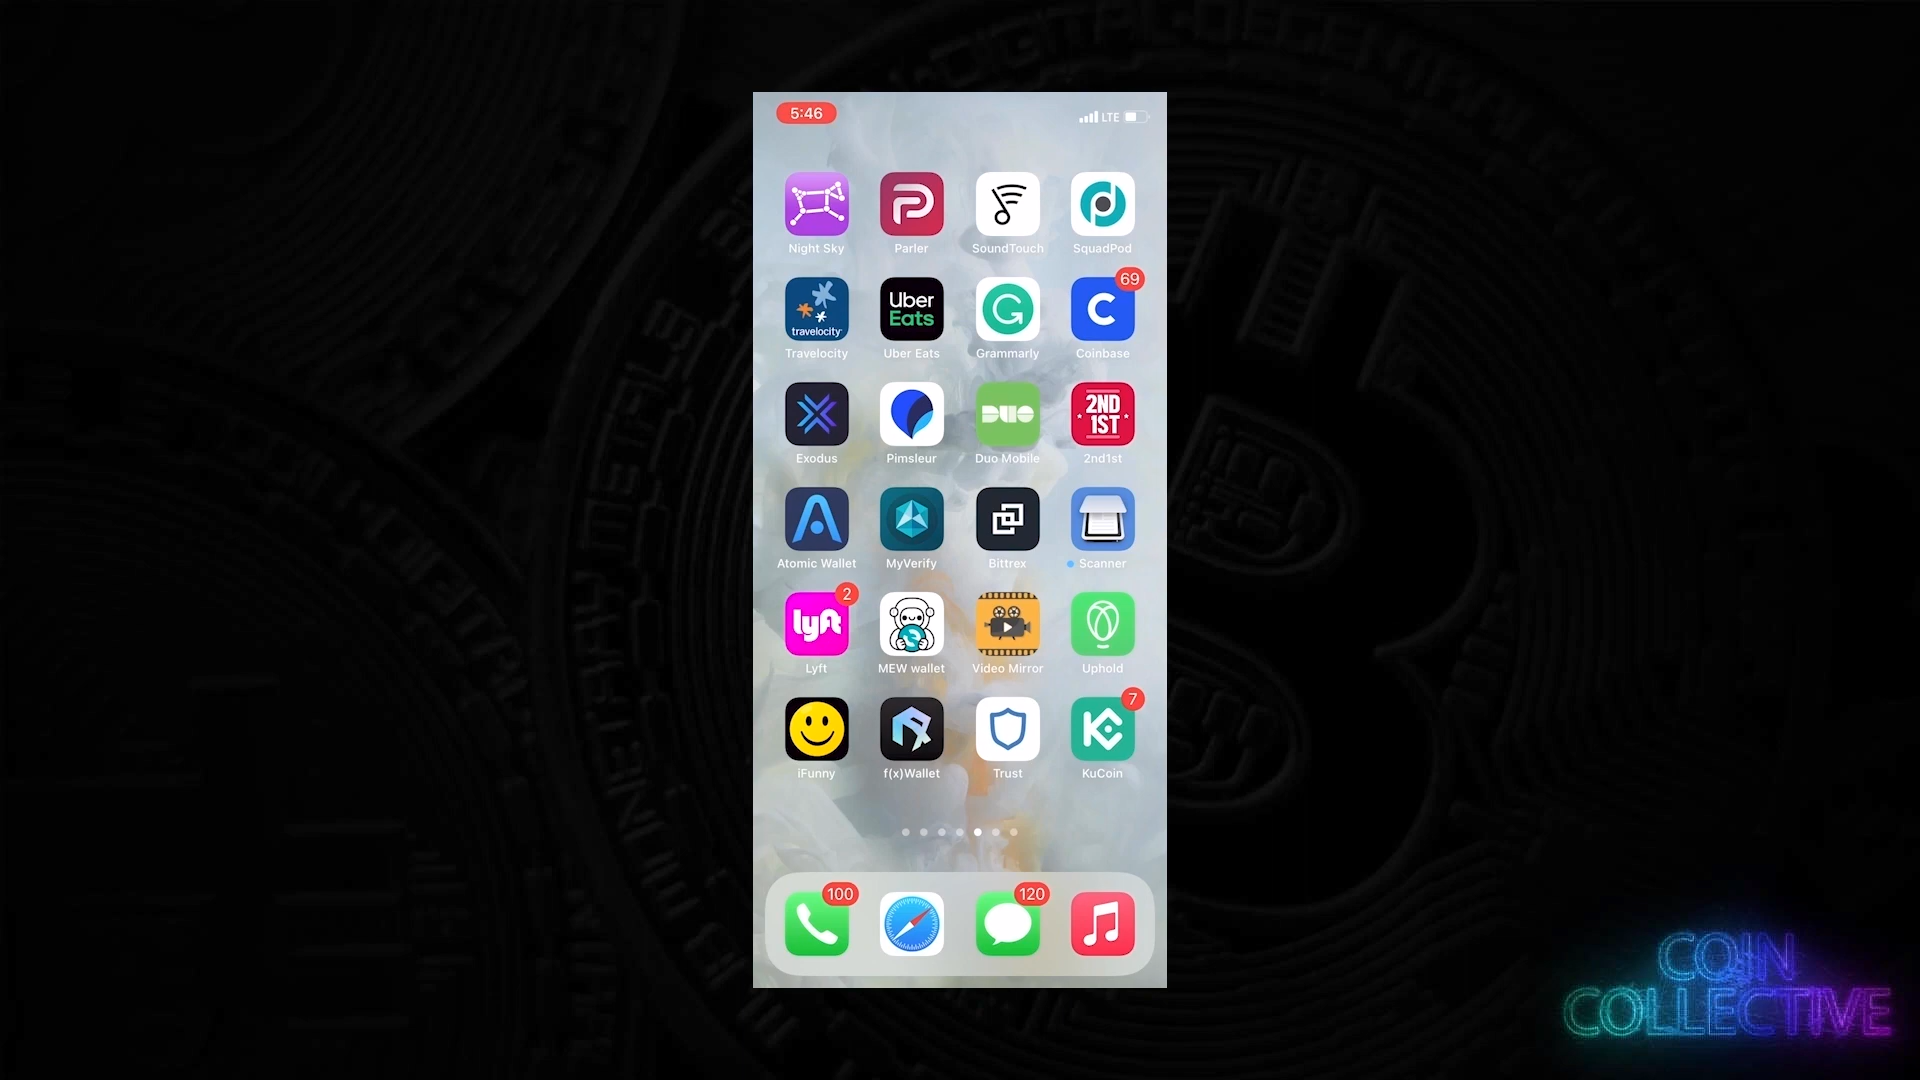 5:46
LTE
Night Sky
Parler
SoundTouch
SquadPod
travelocity
Uber
Eats
69
Travelocity
Uber Eats
Grammarly
Coinbase
DUO
2ND
1ST
Exodus
Pimsleur
Duo Mobile
2nd1st
Atomic Wallet
MyVerify
Bittrex
Scanner
lyft
2
Lyft
MEW wallet
Video Mirror
Uphold
7
iFunny
f(x)Wallet
Trust
KuCoin
100
120
COIN
COLLECTIVE